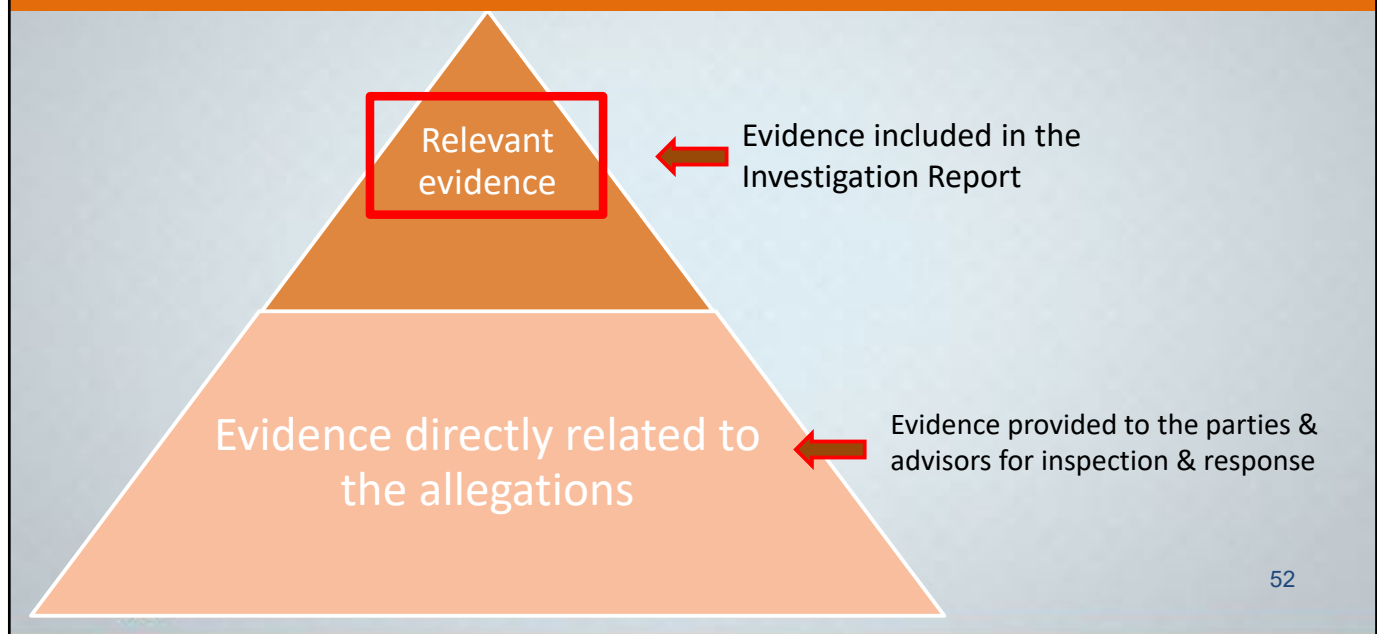 Relevant
evidence
Evidence included in the
Investigation Report
Evidence directly related to
the allegations
Evidence provided to the parties &
advisors for inspection & response
52